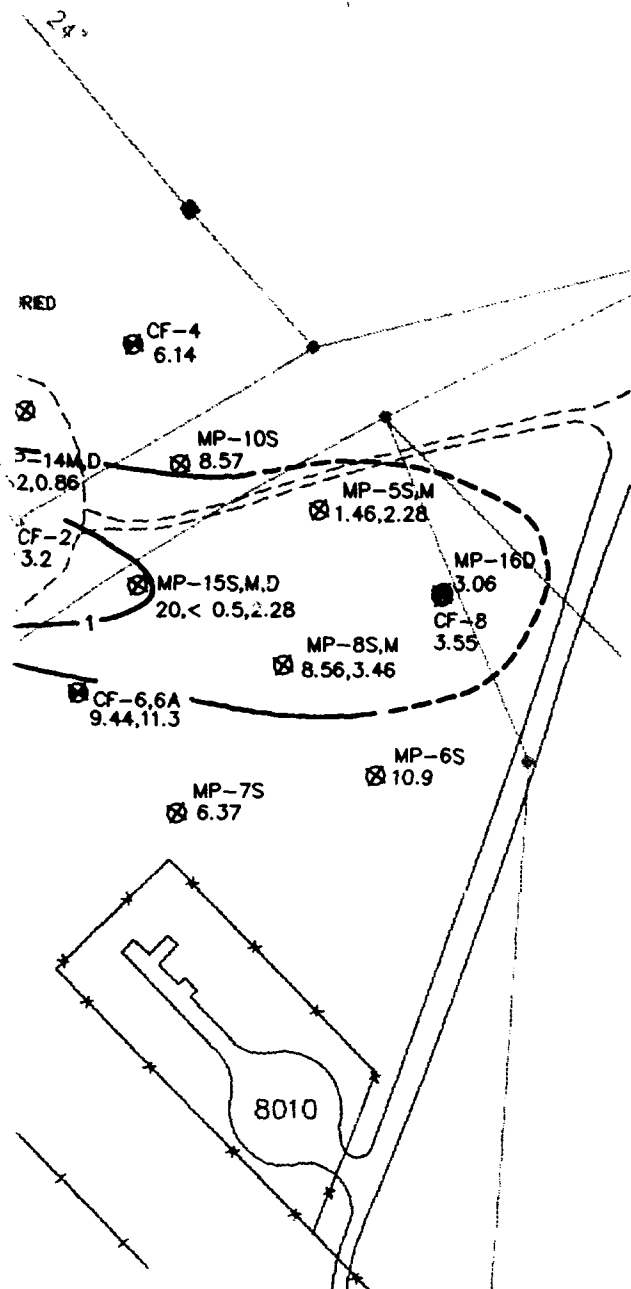 24°
RIED
CF-4
6.14
MP-10S
8.57
-14M,D
2,0.86
MP-5S,M
1.46,2.28
CF-2
3.2
MP-16D
3.06
MP-15S,M,D
20,< 0.5,2.28
CF-8
3.55
1
MP-8S,M
8.56,3.46
CF-6,6A
9.44,11.3
MP-6S
10.9
MP-7S
6.37
8010